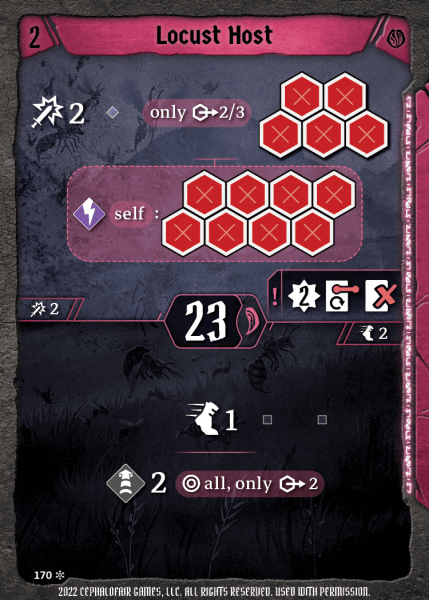 2 Locust Host
2 only 2/3
self :
! 2
2
23
2
1
2 all, only 2
170
2022 CEPHALOFAIR GAMES, LLC. ALL RIGHTS RESERVED. USED WITH PERMISSION.